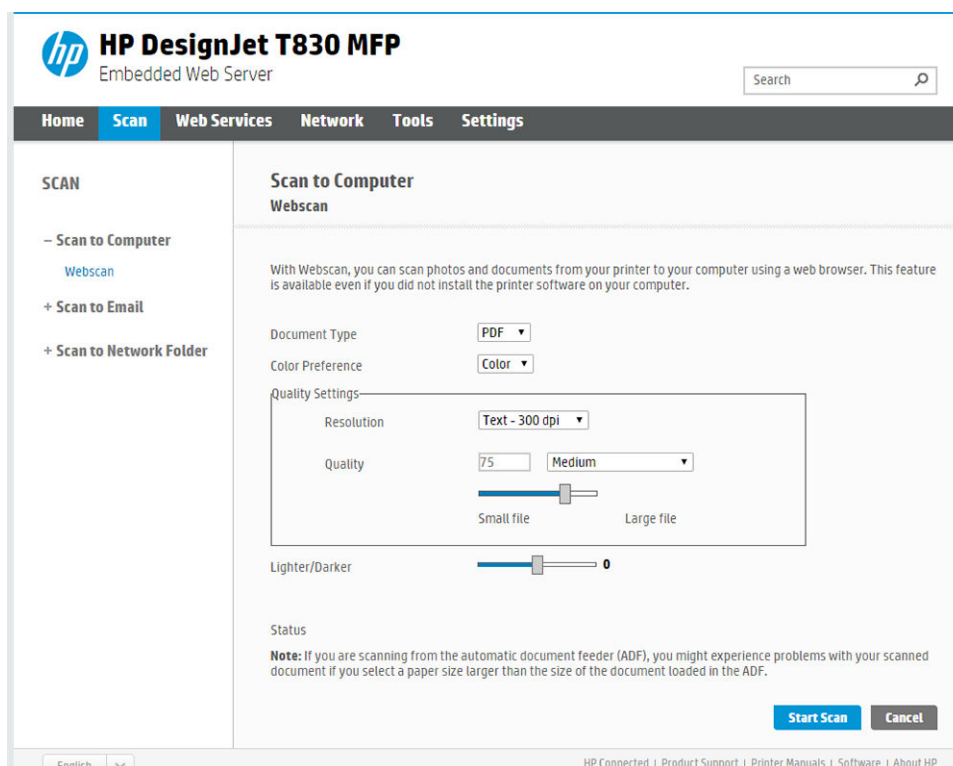 hp
HP DesignJet T830 MFP
Embedded Web Server
Search
Home Scan Web Services Network Tools Settings
SCAN
– Scan to Computer
Webscan
+ Scan to Email
+ Scan to Network Folder
Scan to Computer
Webscan
With Webscan, you can scan photos and documents from your printer to your computer using a web browser. This feature
is available even if you did not install the printer software on your computer.
Document Type PDF
Color Preference Color
Quality Settings
Resolution Text - 300 dpi
Quality 75 Medium
Small file Large file
Lighter/Darker 0
Status
Note: If you are scanning from the automatic document feeder (ADF), you might experience problems with your scanned
document if you select a paper size larger than the size of the document loaded in the ADF.
Start Scan Cancel
English HP Connected | Product Support | Printer Manuals | Software | About HP